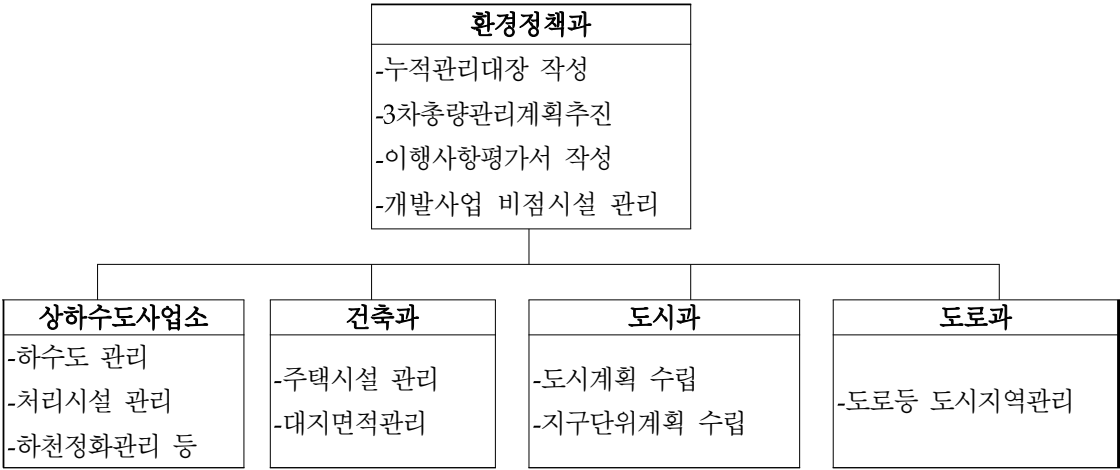 환경정책과
-누적관리대장 작성
-3차총량관리계획추진
-이행사항평가서 작성
-개발사업 비점시설 관리
상하수도사업소
-하수도 관리
-처리시설 관리
-하천정화관리 등
건축과
-주택시설 관리
-대지면적관리
도시과
-도시계획 수립
-지구단위계획 수립
도로과
-도로등 도시지역관리